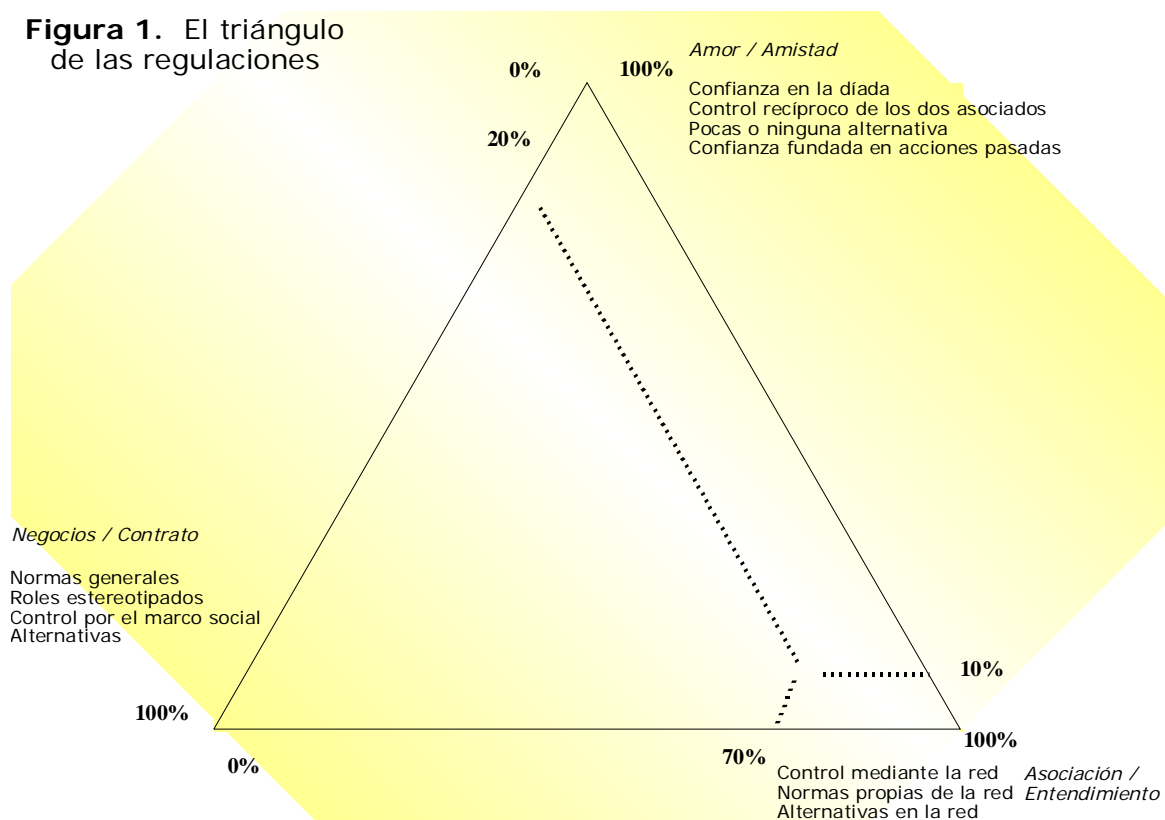 Figura 1. El triángulo
de las regulaciones
Amor / Amistad
0%
100%
Confianza en la díada
Control recíproco de los dos asociados
Pocas o ninguna alternativa
Confianza fundada en acciones pasadas
20%
Negocios / Contrato
Normas generales
Roles estereotipados
Control por el marco social
Alternativas
10%
100%
0%
70%
100%
Control mediante la red
Normas propias de la red
Alternativas en la red
Asociación /
Entendimiento